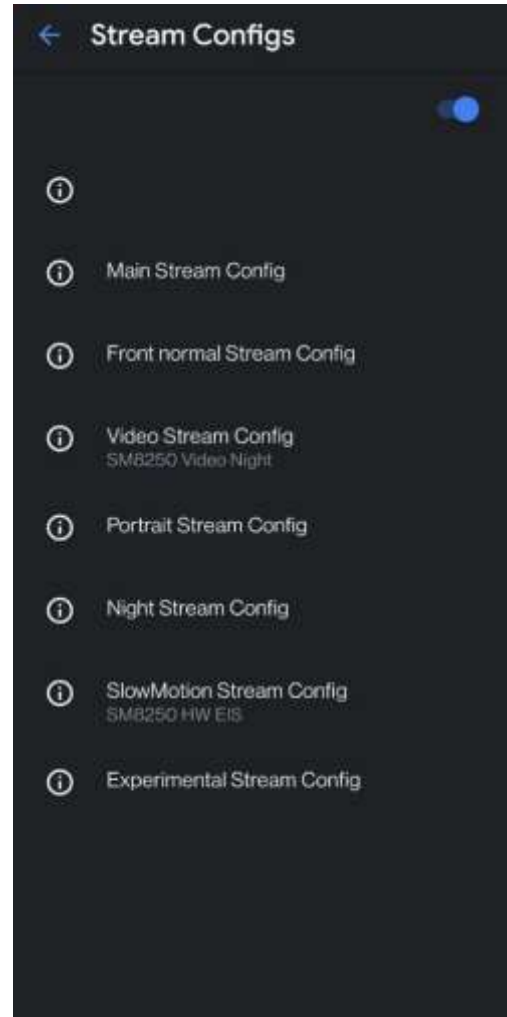 Stream Configs
Main Stream Config
Front normal Stream Config
Video Stream Config
SM8250 Video Night
Portrait Stream Config
Night Stream Config
SlowMotion Stream Config
SM8250 HW EIS
Experimental Stream Config